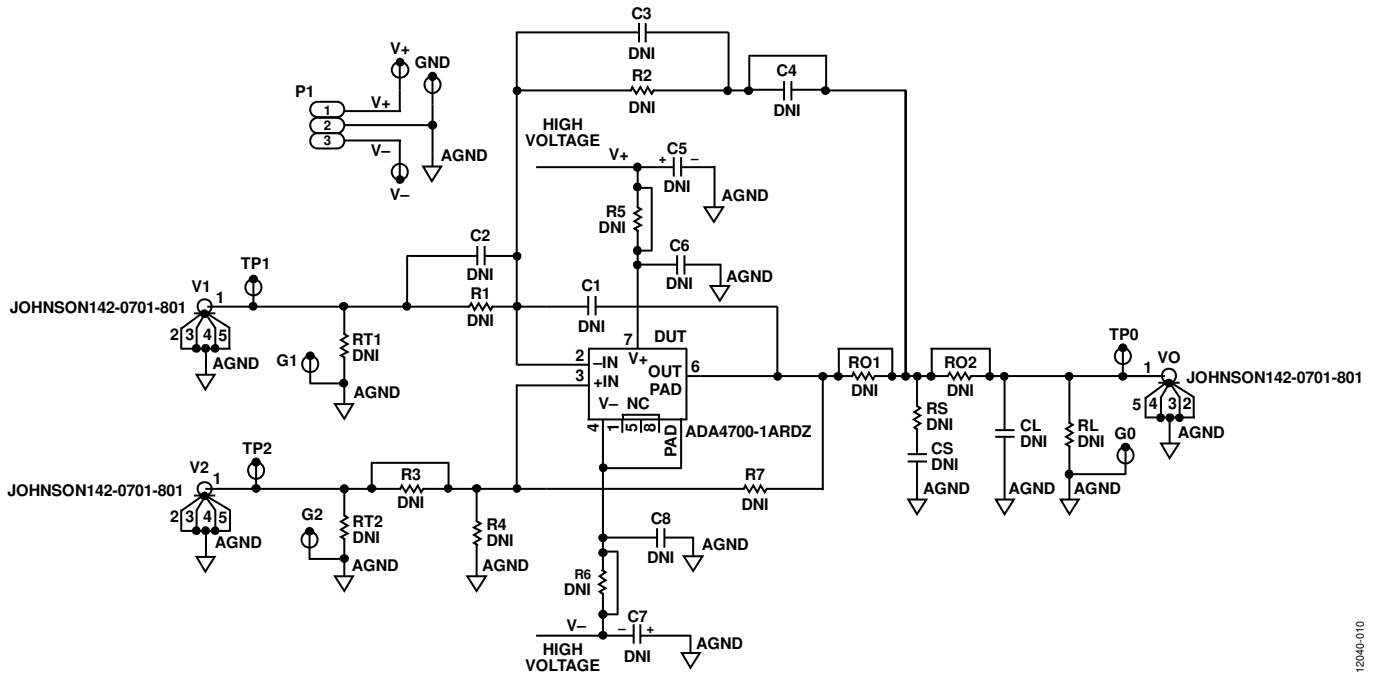 C3
DNI
V+
GND
P1
1
V+
2
3
V–
V–
AGND
R2
DNI
C4
DNI
HIGH
VOLTAGE
V+
+
C5
–
DNI
AGND
R5
DNI
C6
DNI
AGND
C2
DNI
TP1
V1
1
JOHNSON142-0701-801
2 3 4 5
AGND
RT1
DNI
G1
AGND
R1
DNI
C1
DNI
7
DUT
2
–IN
V+
3
+IN
OUT
6
PAD
V–
NC
4
1
5
8
PAD
ADA4700-1ARDZ
RO1
DNI
RO2
DNI
TP0
1
VO
JOHNSON142-0701-801
5 4 3 2
AGND
RS
DNI
CS
DNI
AGND
CL
DNI
AGND
RL
DNI
G0
AGND
TP2
V2
1
JOHNSON142-0701-801
2 3 4 5
AGND
RT2
DNI
G2
AGND
R3
DNI
R4
DNI
AGND
R7
DNI
C8
DNI
AGND
R6
DNI
V–
–
C7
+
DNI
AGND
HIGH
VOLTAGE
12040-010